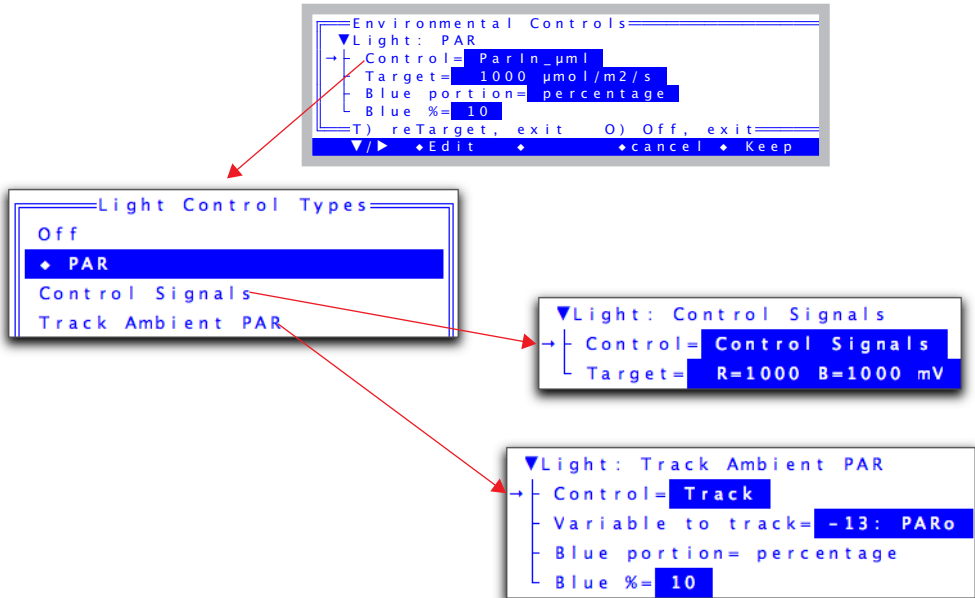 Environmental Controls
▼Light: PAR
→ Control= ParIn_µml
Target= 1000 µmol/m2/s
Blue portion= percentage
Blue %= 10
T) reTarget, exit O) Off, exit
▼/▶ ◆Edit ◆ ◆cancel ◆ Keep
Light Control Types
Off
◆ PAR
Control Signals
Track Ambient PAR
▼Light: Control Signals
→ Control= Control Signals
Target= R=1000 B=1000 mV
▼Light: Track Ambient PAR
→ Control= Track
Variable to track= -13: PARo
Blue portion= percentage
Blue %= 10